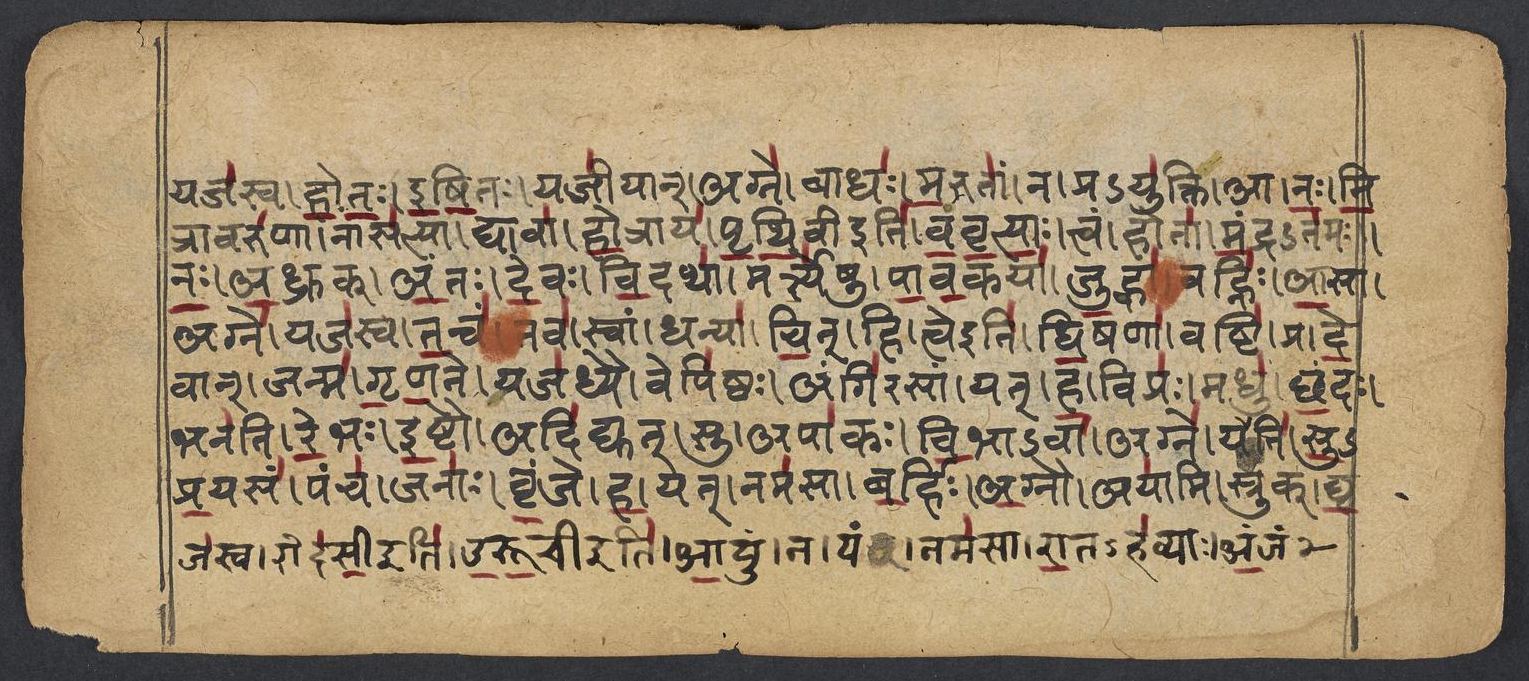 यजस्व। होतः। इषितः। यजीयान्। अग्ने। बाधः। मरुतां। न। प्रऽयुक्ति। आ। नः। मि
त्रावरुणा। नासत्या। द्यावा। होत्राय। पृथिवी इति। ववृत्याः। त्वं। होता। मंद्रऽतमः।
नः। अध्रुक्। अंतः। देवः। विदथा। मर्त्येषु। पावकया। जुह्वा। वह्निः। आसा।
अग्ने। यजस्व। तन्वं। तव। स्वां। धन्या। चित्। हि। त्वे इति। धिषणा। वष्टि। प्र। दे
वान्। जन्म। गृणते। यजध्यै। वेपिष्ठः। अंगिरसां। यत्। ह। विप्रः। मधु। छंदः।
भनति। रेभः। इष्टौ। अदिद्युतत्। सु। अपाकः। विभाऽवा। अग्ने।
प्रयसं। पंच। जनाः। वृंजे। ह। यत्। नमसा। बर्हिः। अग्नौ। अयामि। स्रुक्। घृ
जस्व। रोदसी इति। उरूची इति। आयुं। न। यं। नमसा। रातऽहव्याः। अंजं २